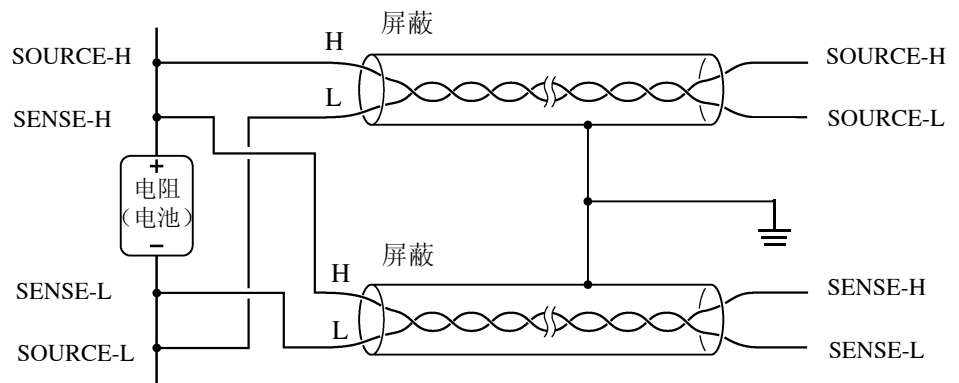 屏蔽
SOURCE-H
H
SOURCE-H
SENSE-H
L
SOURCE-L
+
电阻
（电池）
−
屏蔽
SENSE-L
H
SENSE-H
SOURCE-L
L
SENSE-L